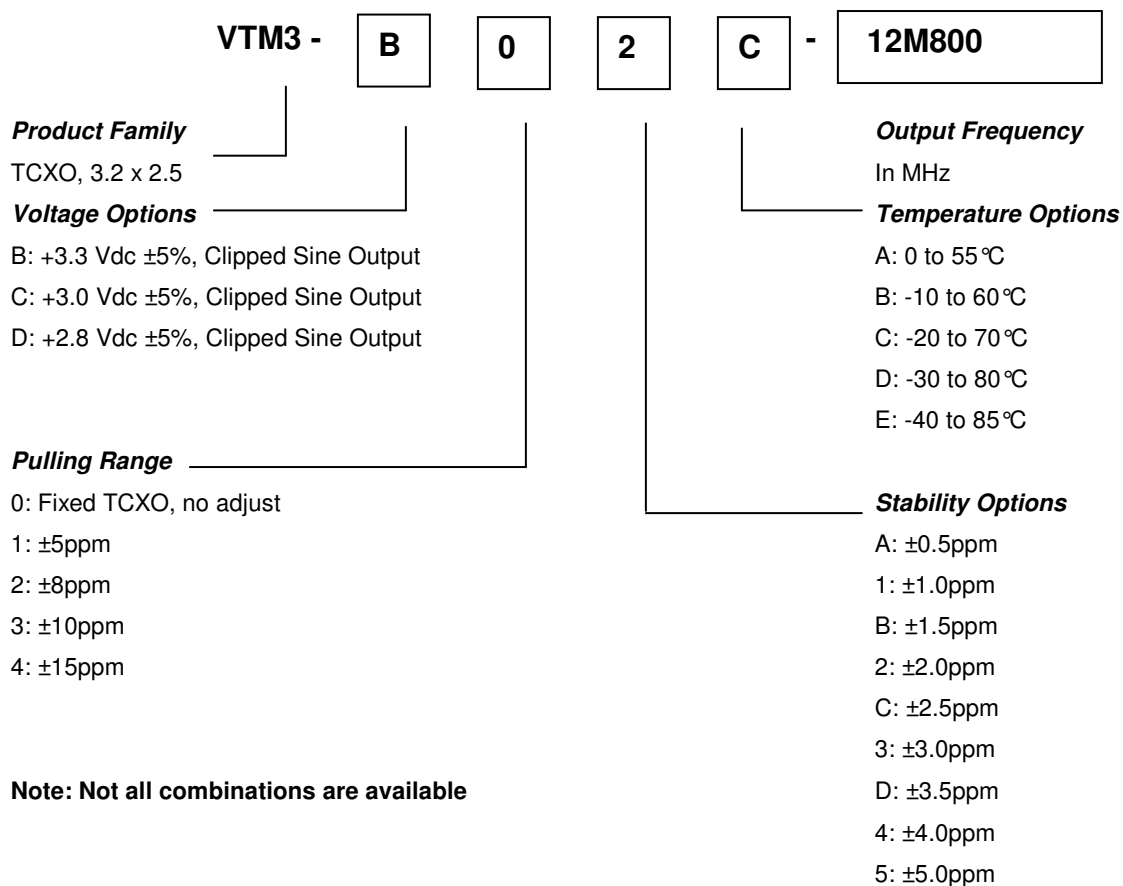 VTM3 - B 0 2 C - 12M800
Product Family
TCXO, 3.2 x 2.5
Voltage Options
B: +3.3 Vdc ±5%, Clipped Sine Output
C: +3.0 Vdc ±5%, Clipped Sine Output
D: +2.8 Vdc ±5%, Clipped Sine Output
Pulling Range
0: Fixed TCXO, no adjust
1: ±5ppm
2: ±8ppm
3: ±10ppm
4: ±15ppm
Note: Not all combinations are available
Output Frequency
In MHz
Temperature Options
A: 0 to 55°C
B: -10 to 60°C
C: -20 to 70°C
D: -30 to 80°C
E: -40 to 85°C
Stability Options
A: ±0.5ppm
1: ±1.0ppm
B: ±1.5ppm
2: ±2.0ppm
C: ±2.5ppm
3: ±3.0ppm
D: ±3.5ppm
4: ±4.0ppm
5: ±5.0ppm